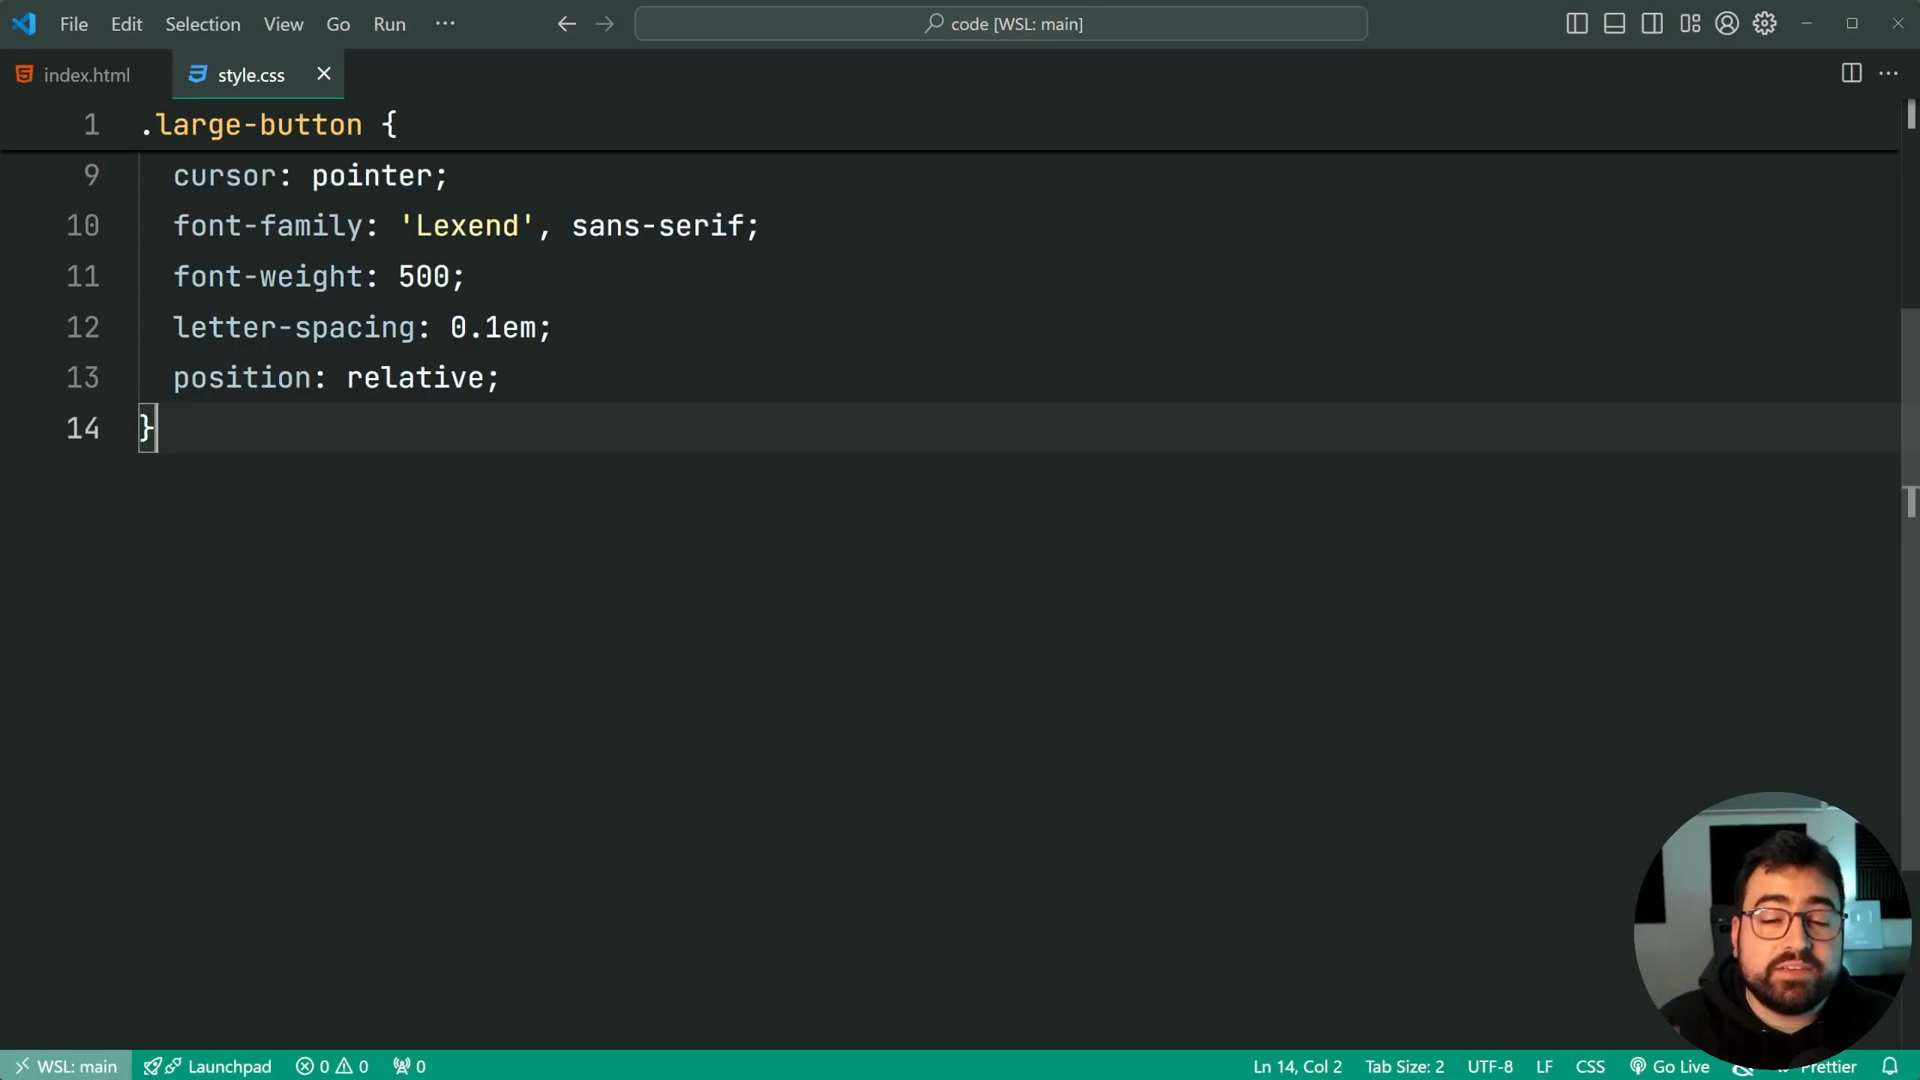 File Edit Selection View Go Run ··· code [WSL: main]
index.html style.css
1 .large-button {
9 cursor: pointer;
10 font-family: 'Lexend', sans-serif;
11 font-weight: 500;
12 letter-spacing: 0.1em;
13 position: relative;
14 }
WSL: main Launchpad 0 0 0 Ln 14, Col 2 Tab Size: 2 UTF-8 LF CSS Go Live Prettier